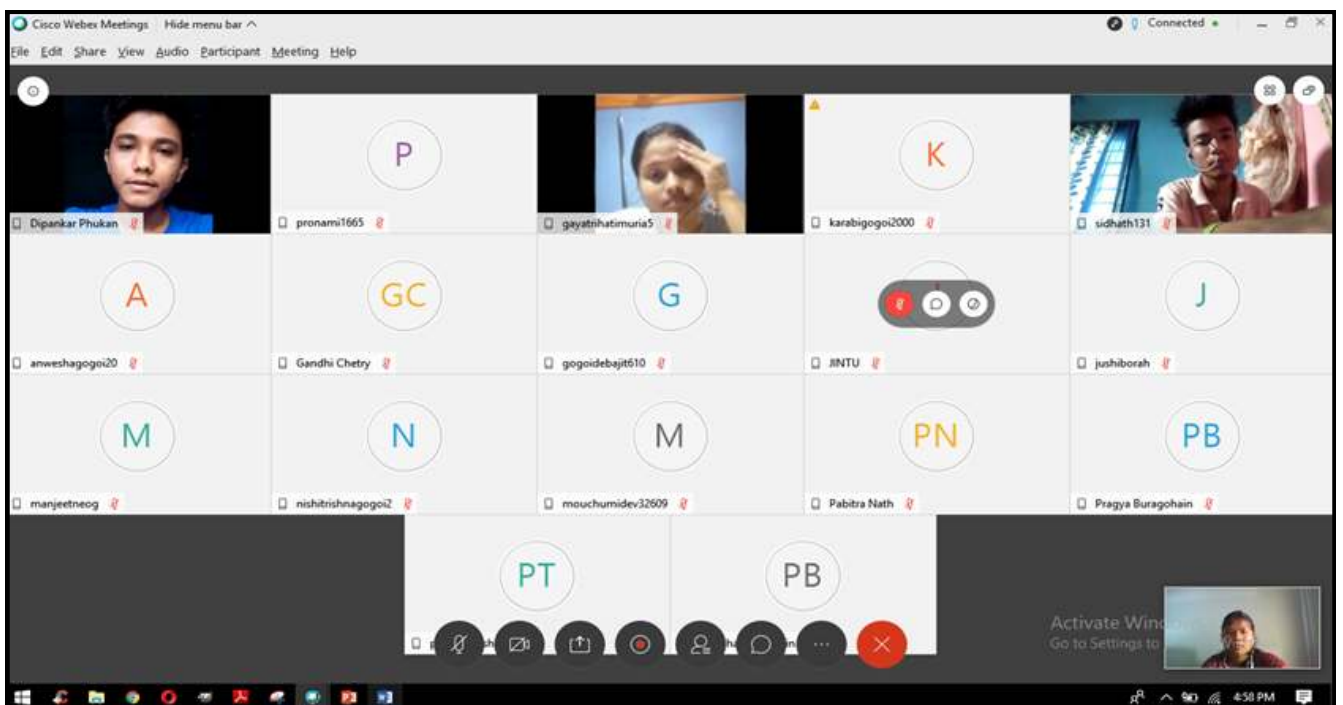 Cisco Webex Meetings Hide menu bar Connected
File Edit Share View Audio Participant Meeting Help
P K
Dipankar Phukan pronami1665 gayatrihatimuria5 karabigogoi2000 sidhath131
A GC G J
anweshagogoi20 Gandhi Chetry gogoidebajit610 JINTU jushiborah
M N M PN PB
manjeetneog nishitrishnagogoi2 mouchumidev32609 Pabitra Nath Pragya Buragohain
PT PB
Activate
Go to Settings to
4:58 PM